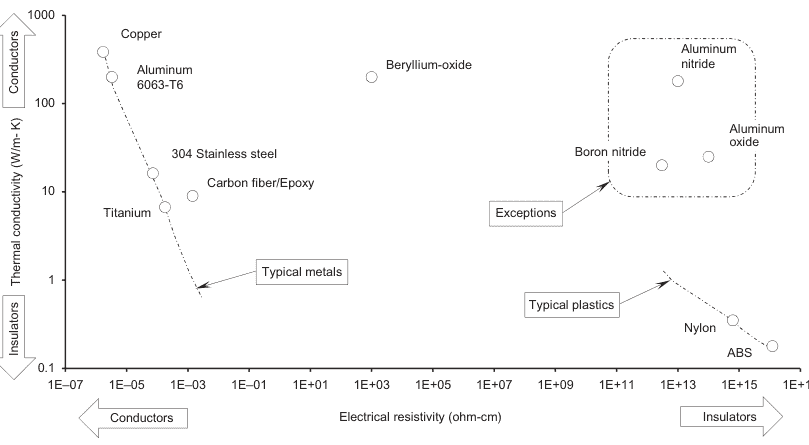 1000
Copper
Aluminum
6063-T6
Beryllium-oxide
Aluminum
nitride
Conductors
100
Aluminum
oxide
304 Stainless steel
Boron nitride
Carbon fiber/Epoxy
10
Titanium
Exceptions
Thermal conductivity (W/m- K)
Typical metals
1
Typical plastics
Nylon
ABS
Insulators
0.1
1E–07 1E–05 1E–03 1E–01 1E+01 1E+03 1E+05 1E+07 1E+09 1E+11 1E+13 1E+15 1E+1
Conductors Electrical resistivity (ohm-cm) Insulators